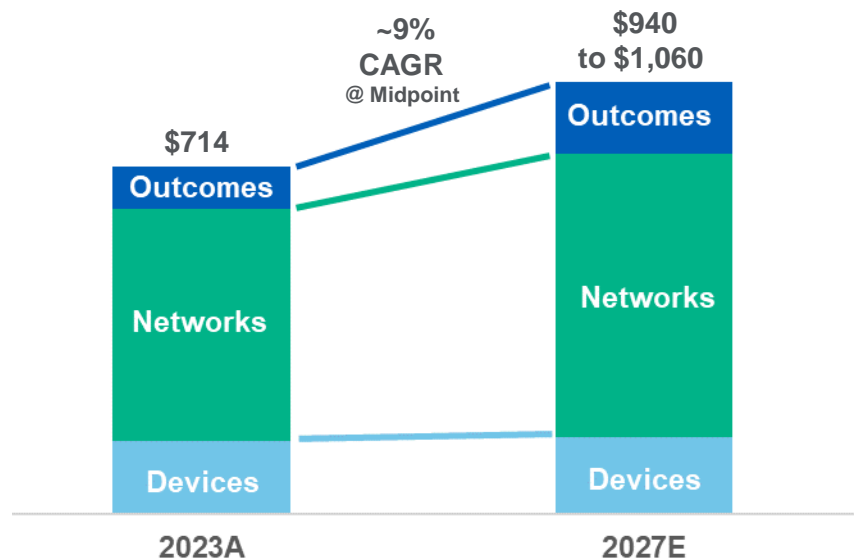 ~9%
CAGR
@ Midpoint
$940
to $1,060
$714
Outcomes
Outcomes
Networks
Networks
Devices
Devices
2023A
2027E